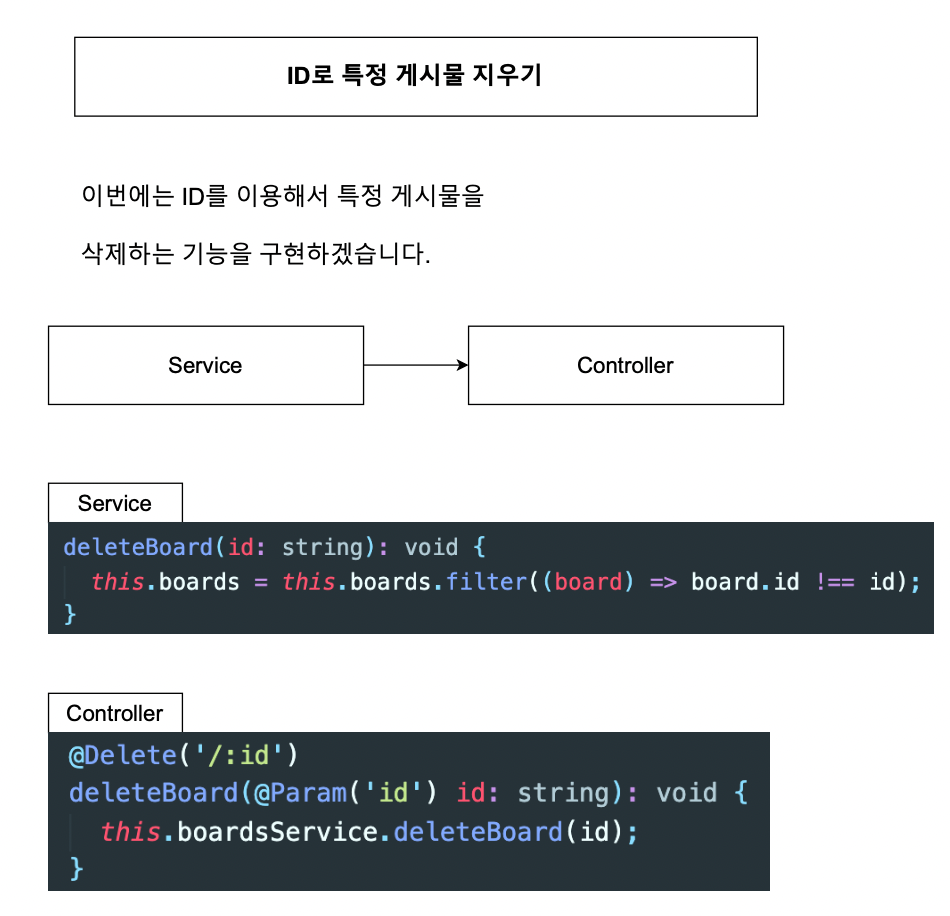 ID로 특정 게시물 지우기
이번에는 ID를 이용해서 특정 게시물을
삭제하는 기능을 구현하겠습니다.
Service
Controller
Service
deleteBoard(id: string): void {
  this.boards = this.boards.filter((board) => board.id !== id);
}
Controller
@Delete('/:id')
deleteBoard(@Param('id') id: string): void {
  this.boardsService.deleteBoard(id);
}